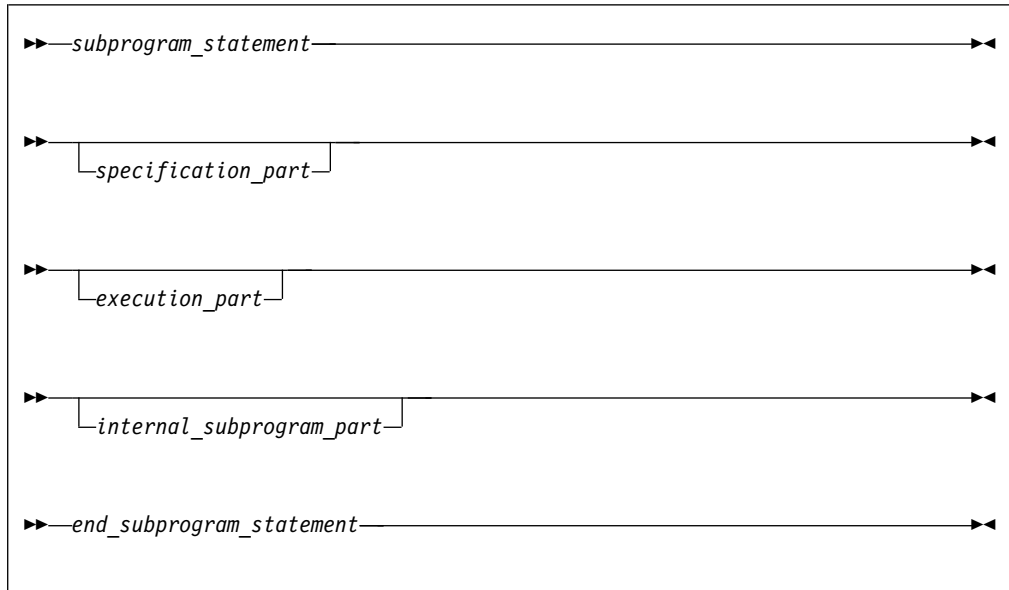 subprogram_statement
specification_part
execution_part
internal_subprogram_part
end_subprogram_statement